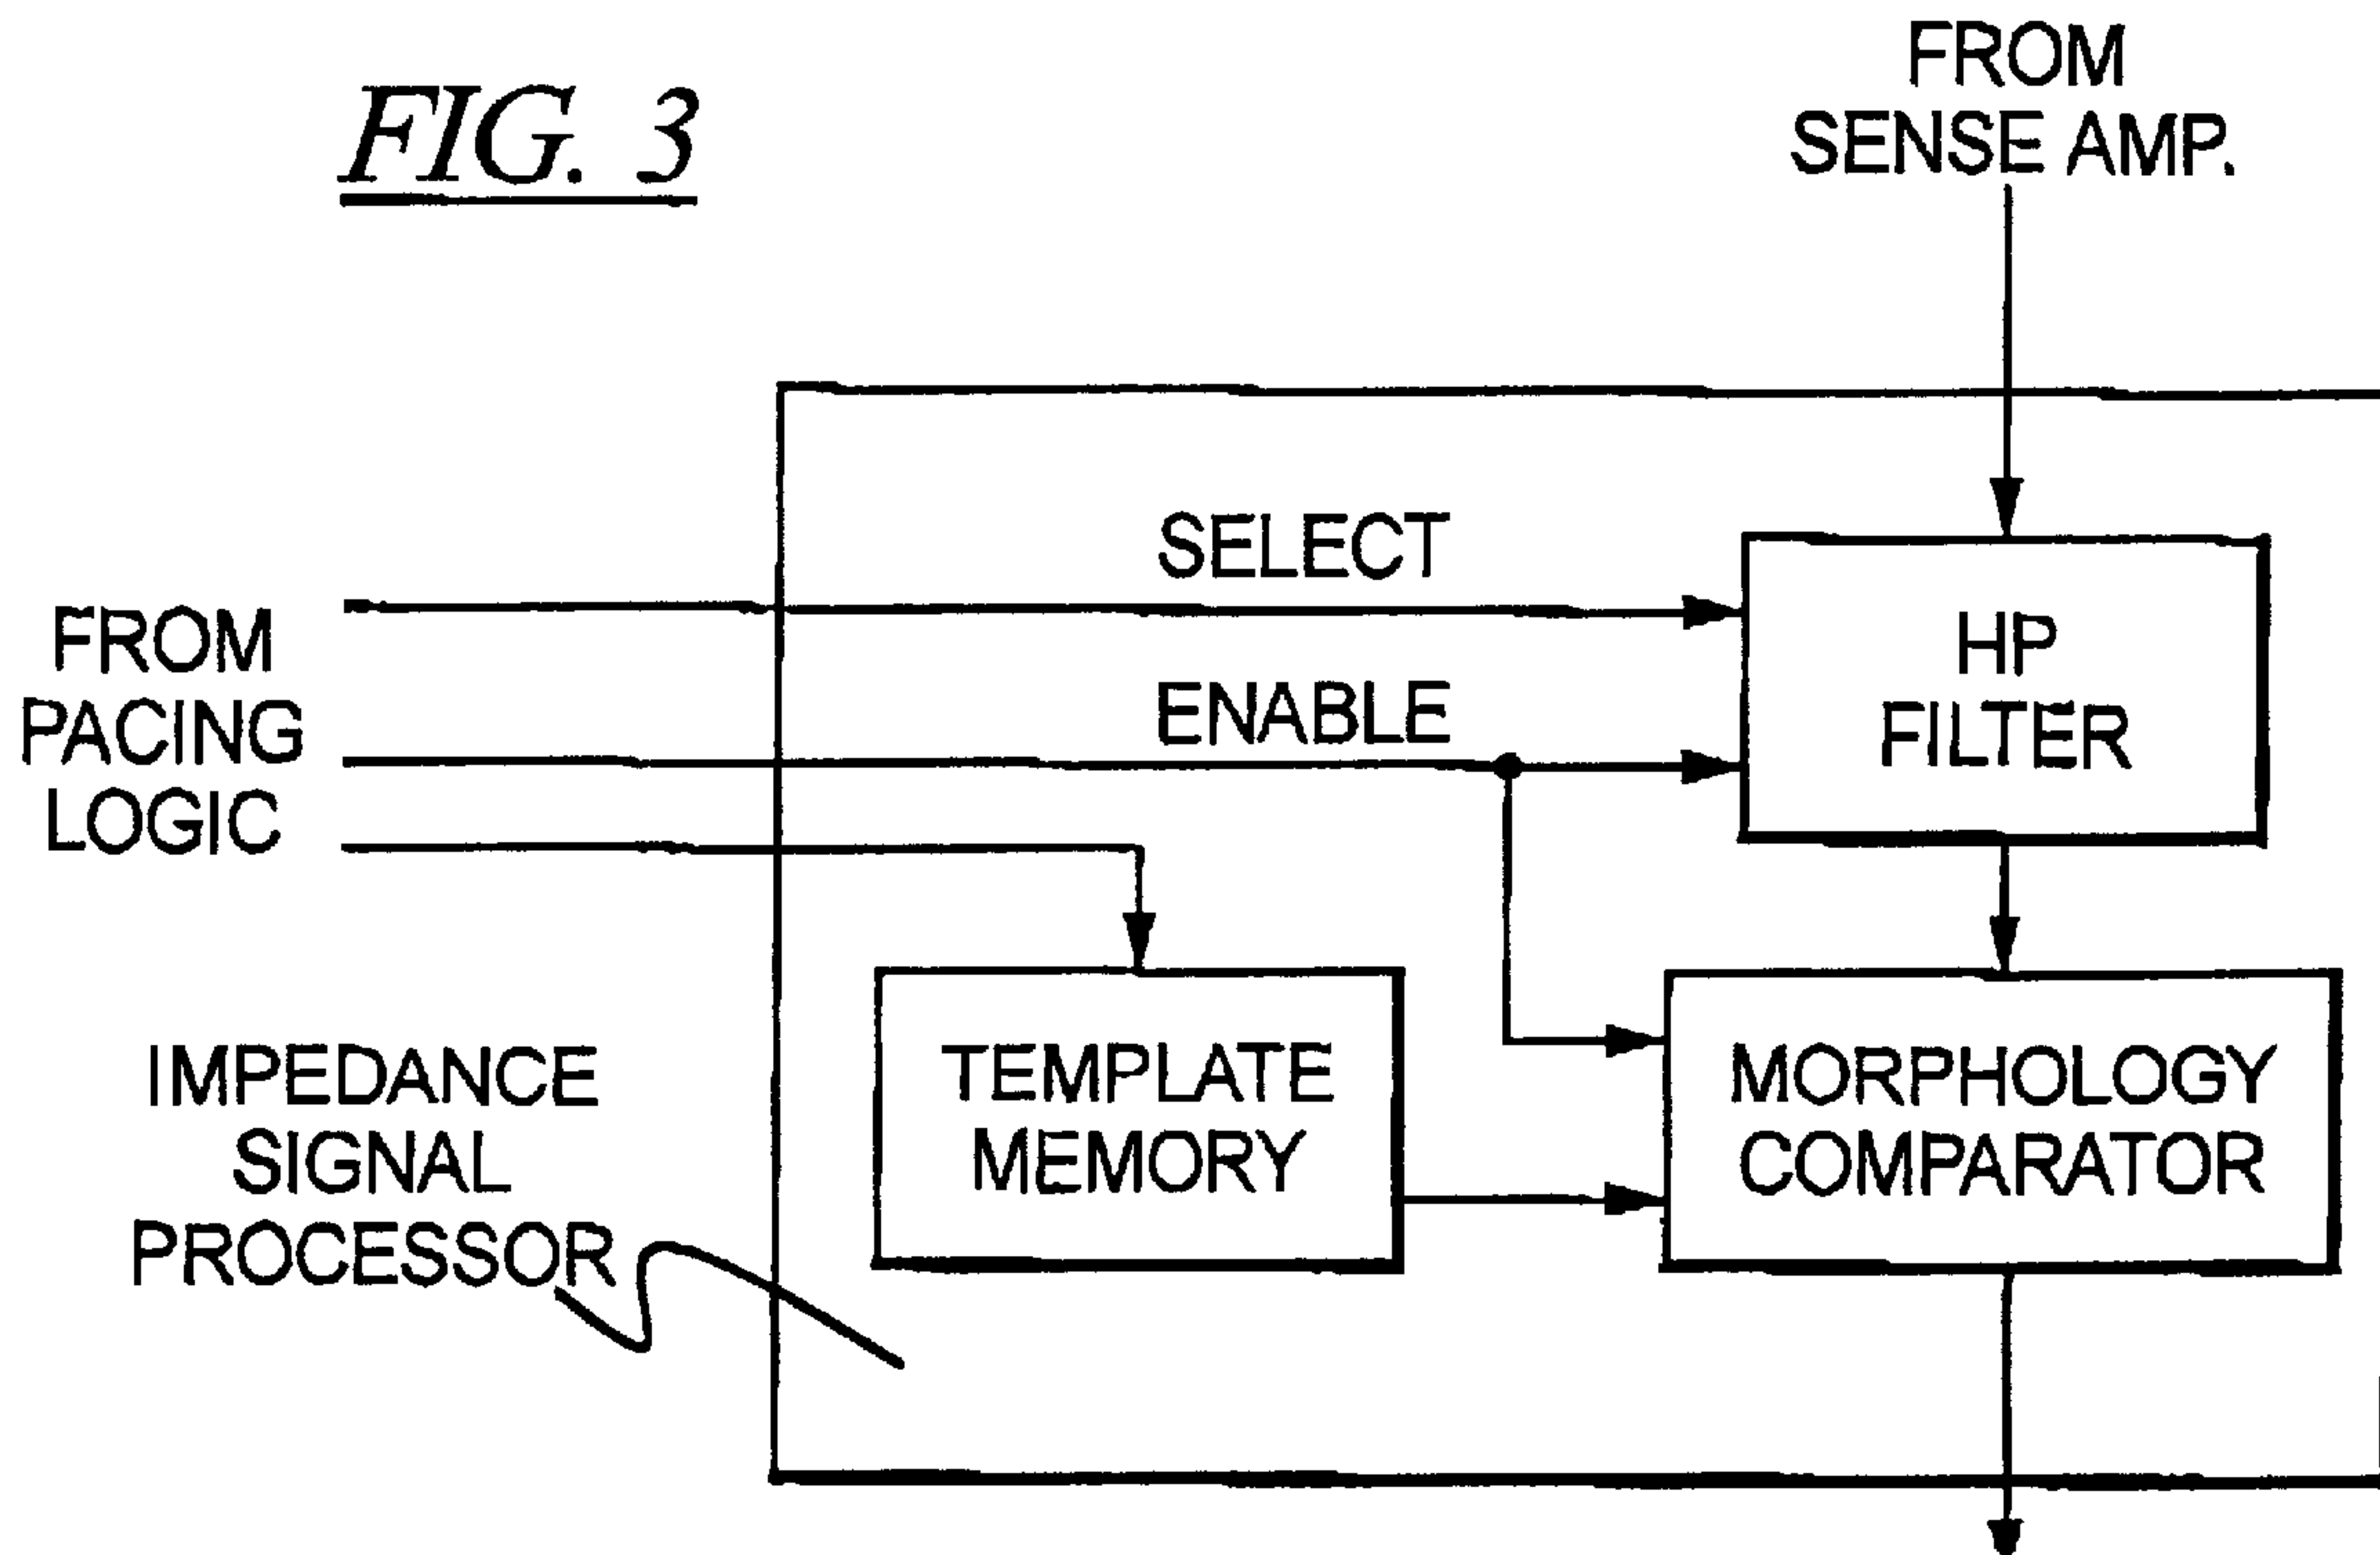 FIG. 3
FROM
SENSE AMP.
SELECT
FROM
PACING
LOGIC
ENABLE
HP
FILTER
IMPEDANCE
SIGNAL
PROCESSOR
TEMPLATE
MEMORY
MORPHOLOGY
COMPARATOR